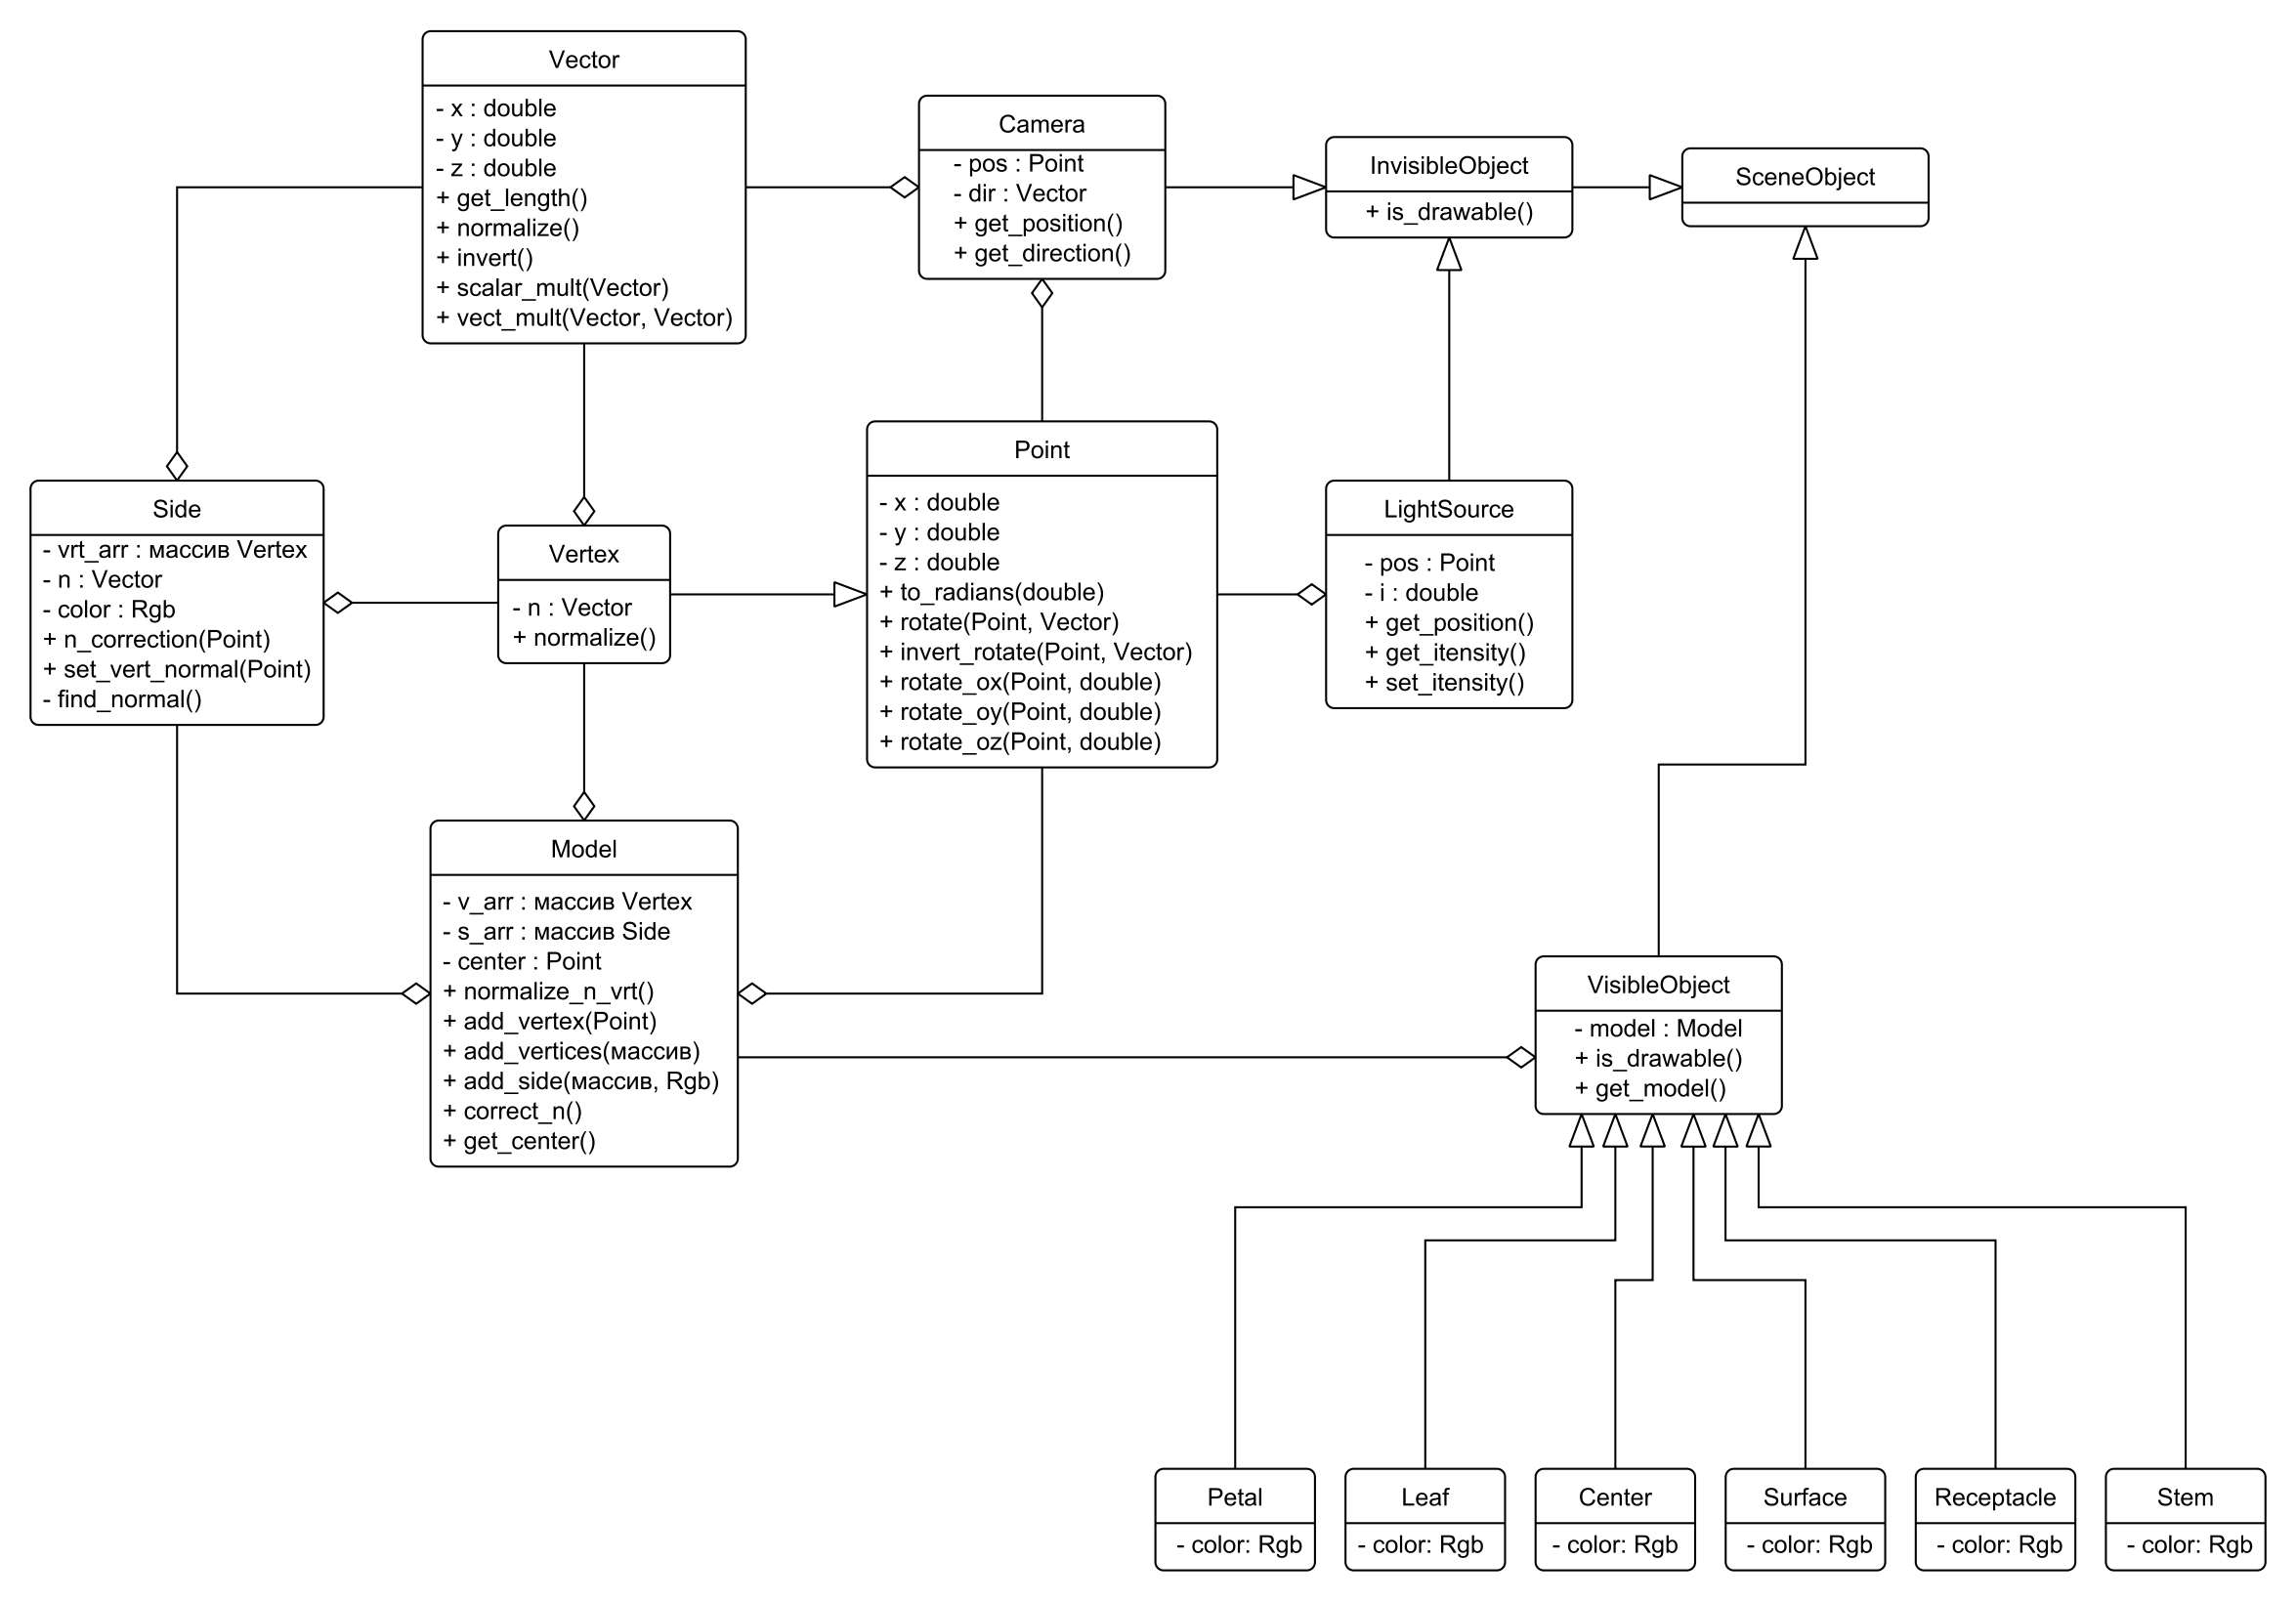 Vector
- x : double
- y : double
- z : double
+ get_length()
+ normalize()
+ invert()
+ scalar_mult(Vector)
+ vect_mult(Vector, Vector)
Camera
- pos : Point
- dir : Vector
+ get_position()
+ get_direction()
InvisibleObject
+ is_drawable()
SceneObject
Side
- vrt_arr : массив Vertex
- n : Vector
- color : Rgb
+ n_correction(Point)
+ set_vert_normal(Point)
- find_normal()
Vertex
- n : Vector
+ normalize()
Point
- x : double
- y : double
- z : double
+ to_radians(double)
+ rotate(Point, Vector)
+ invert_rotate(Point, Vector)
+ rotate_ox(Point, double)
+ rotate_oy(Point, double)
+ rotate_oz(Point, double)
LightSource
- pos : Point
- i : double
+ get_position()
+ get_itensity()
+ set_itensity()
Model
- v_arr : массив Vertex
- s_arr : массив Side
- center : Point
+ normalize_n_vrt()
+ add_vertex(Point)
+ add_vertices(массив)
+ add_side(массив, Rgb)
+ correct_n()
+ get_center()
VisibleObject
- model : Model
+ is_drawable()
+ get_model()
Petal
- color: Rgb
Leaf
- color: Rgb
Center
- color: Rgb
Surface
- color: Rgb
Receptacle
- color: Rgb
Stem
- color: Rgb